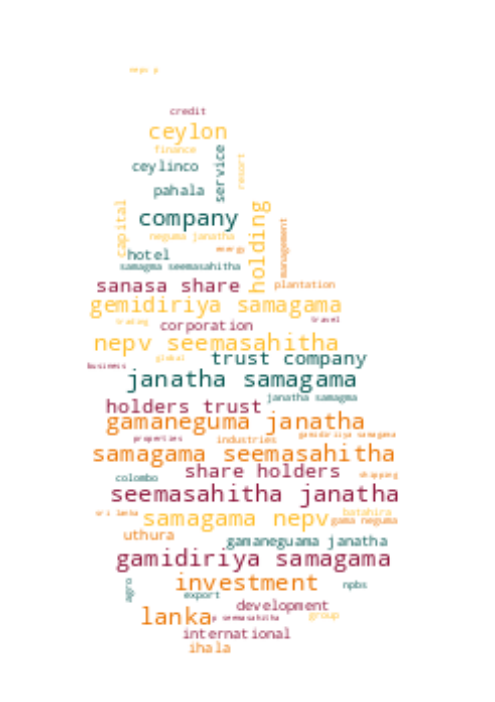 nepv p
credit
ceylon
finance
ceylinco
service
resort
pahala
capital
company
holding
neguma janatha
management
energy
hotel
samagma seemasahitha
sanasa share
plantation
gemidiriya samagama
training
corporation
travel
nepv seemasahitha
global
trust company
business
janatha samagama
janatha samagma
holders trust
gamaneguma janatha
properties
industries
gamidiriya samagama
samagama seemasahitha
share holders
colombo
shipping
seemasahitha janatha
sri lanka
samagama nepv
batahira
gama neguma
uthura
gamaneguama janatha
gamidiriya samagama
investment
agro
npbs
export
development
lanka
p seemasahitha
group
international
ihala